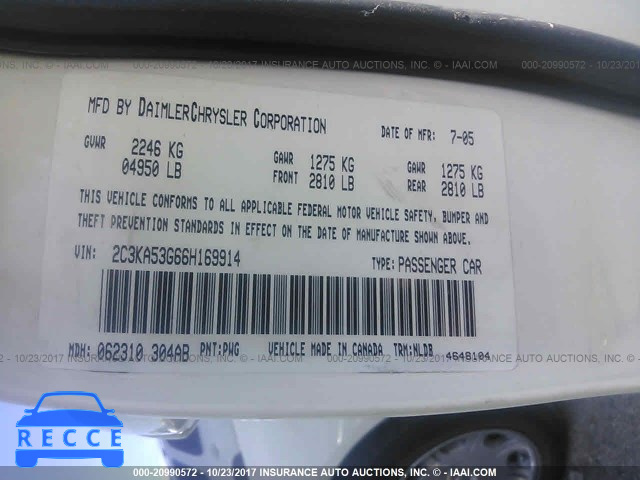 000-20990572 - 10/23/2017 INSURANCE AUTO AUCTIONS - © IAAI.COM
MFD BY DAIMLERCHRYSLER CORPORATION
DATE OF MFR: 7-05
GVWR 2246 KG 04950 LB
GAWR FRONT 1275 KG 2810 LB
GAWR REAR 1275 KG 2810 LB
THIS VEHICLE CONFORMS TO ALL APPLICABLE FEDERAL MOTOR VEHICLE SAFETY, BUMPER AND
THEFT PREVENTION STANDARDS IN EFFECT ON THE DATE OF MANUFACTURE SHOWN ABOVE.
VIN: 2C3KA53G66H169914 TYPE: PASSENGER CAR
MDH: 062310 304AB PNT: PWG VEHICLE MADE IN CANADA TRM: NLDB 4648104
RECCE
000-20990572 - 10/23/2017 INSURANCE AUTO AUCTIONS - © IAAI.COM